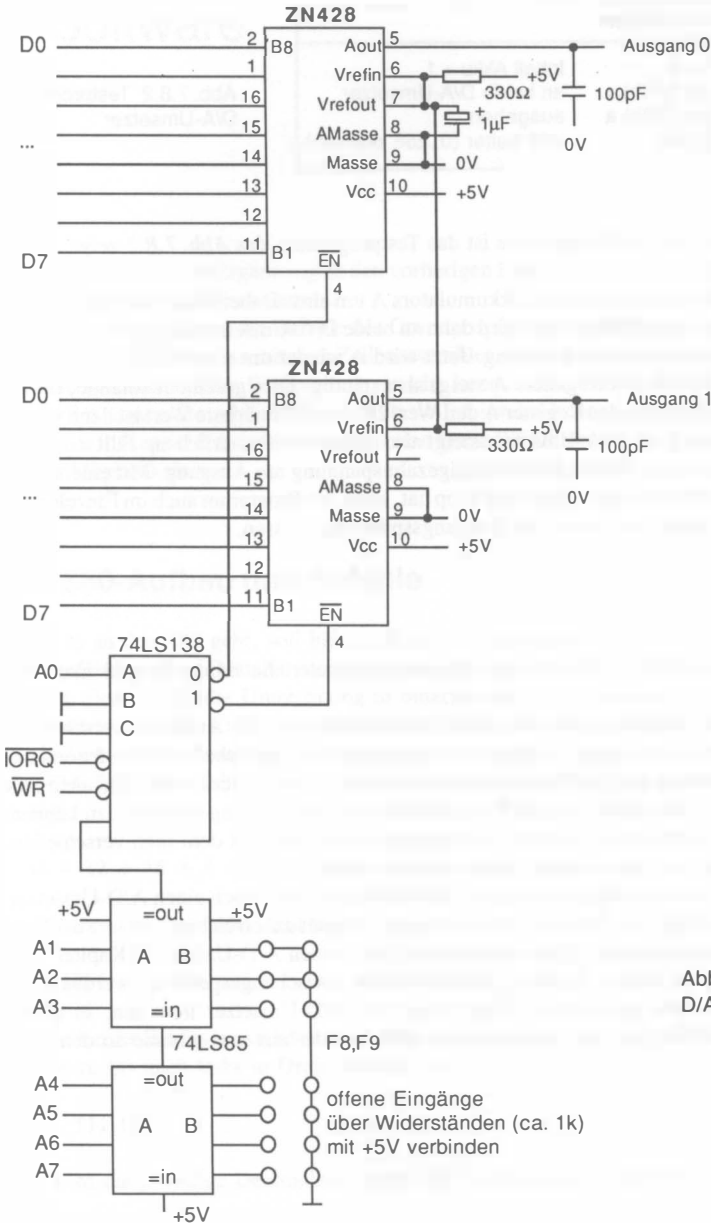 ZN428
D0 2 B8 Aout 5 Ausgang 0
1 Vrefin 6 +5V
330Ω
16 Vrefout 7 + 100pF
1µF
15 AMasse 8
0V
... 14 Masse 9 0V
13 Vcc 10 +5V
12
D7 11 B1 EN
4
ZN428
D0 2 B8 Aout 5 Ausgang 1
1 Vrefin 6 +5V
330Ω
16 Vrefout 7 100pF
15 AMasse 8
0V
... 14 Masse 9 0V
13 Vcc 10 +5V
12
D7 11 B1 EN
4
74LS138
A0 A 0
B 1
C
IORQ
WR
+5V =out +5V
A1 A B
A2
A3 =in
74LS85 F8,F9
A4 =out
A5 A B
A6
A7 =in
+5V
offene Eingänge
über Widerständen (ca. 1k)
mit +5V verbinden
Abb
D/A